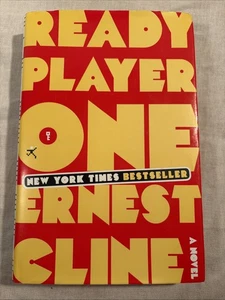 READY
PLAYER
ONE
NEW YORK TIMES BESTSELLER
ERNEST
CLINE
A NOVEL